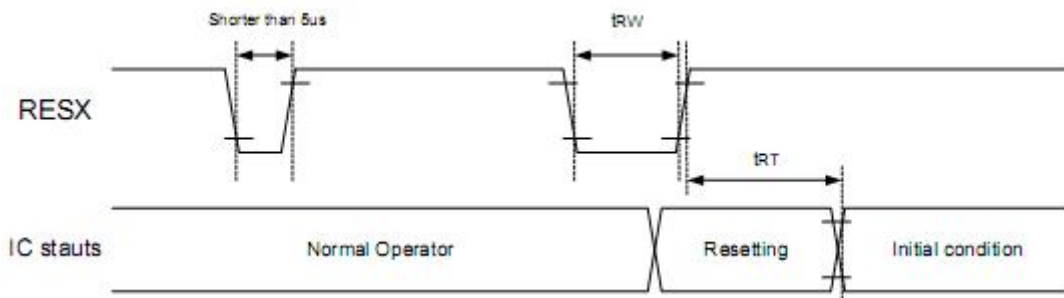 Shorter than 5us
tRW
RESX
tRT
IC stauts
Normal Operator
Resetting
Initial condition